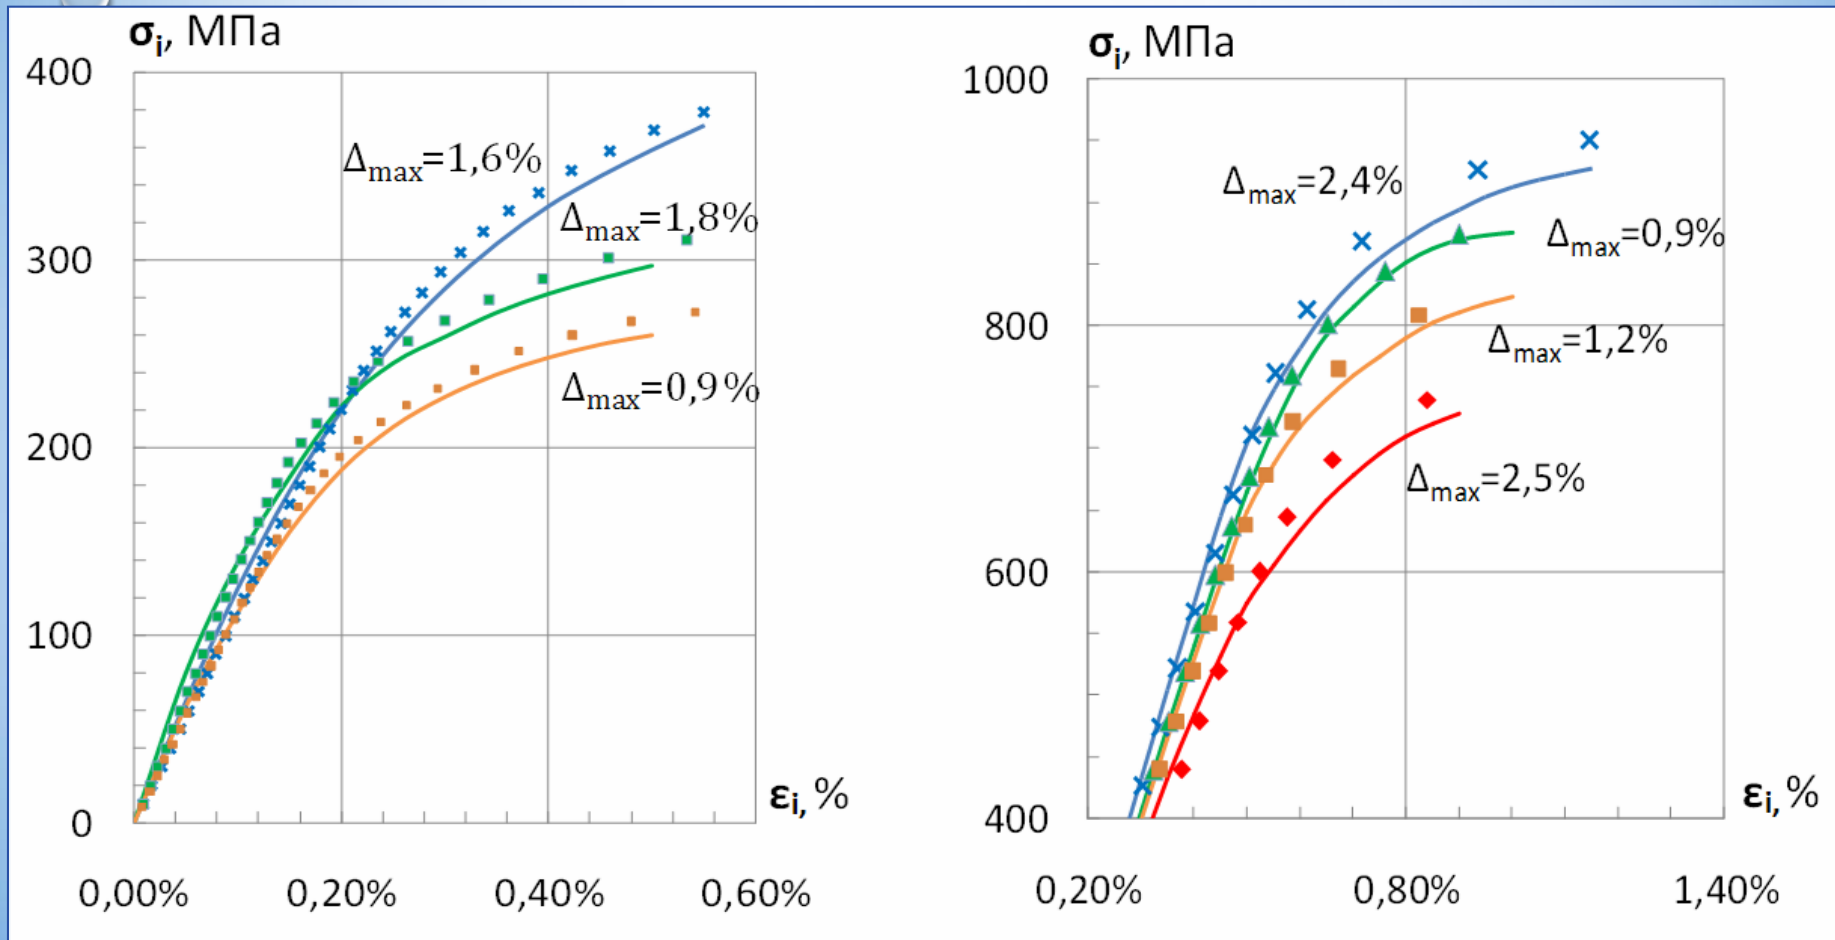 σi, МПа
400
300
200
100
0
0,00%
0,20%
0,40%
0,60%
εi, %
Δmax=1,6%
Δmax=1,8%
Δmax=0,9%
σi, МПа
1000
800
600
400
0,20%
0,80%
1,40%
εi, %
Δmax=2,4%
Δmax=0,9%
Δmax=1,2%
Δmax=2,5%